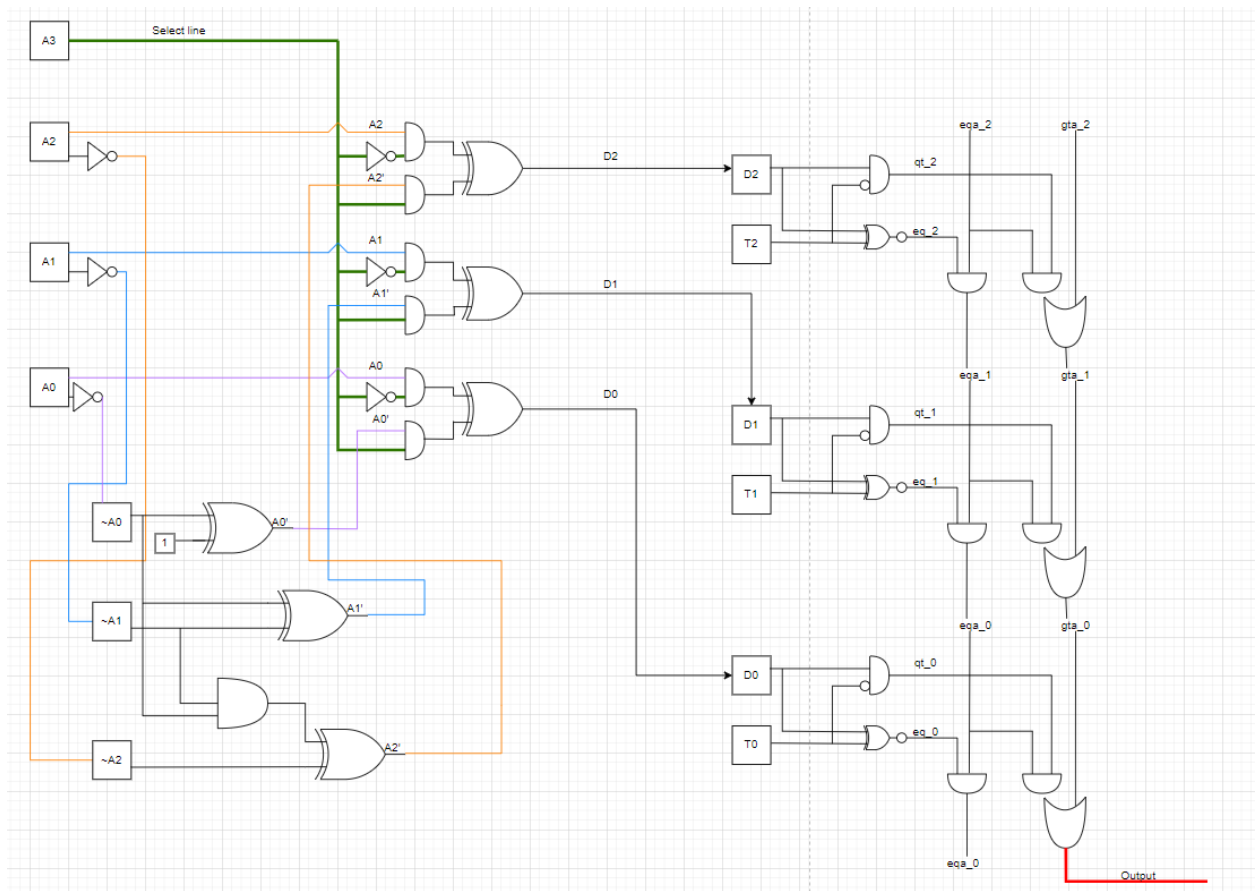 A3
Select line
A2
A2
A2'
D2
D2
T2
qt_2
eq_2
eqa_2
gta_2
A1
A1
A1'
D1
D1
T1
qt_1
eq_1
eqa_1
gta_1
A0
A0
A0'
D0
D0
T0
qt_0
eq_0
eqa_0
gta_0
~A0
1
A0'
~A1
A1'
~A2
A2'
eqa_0
Output